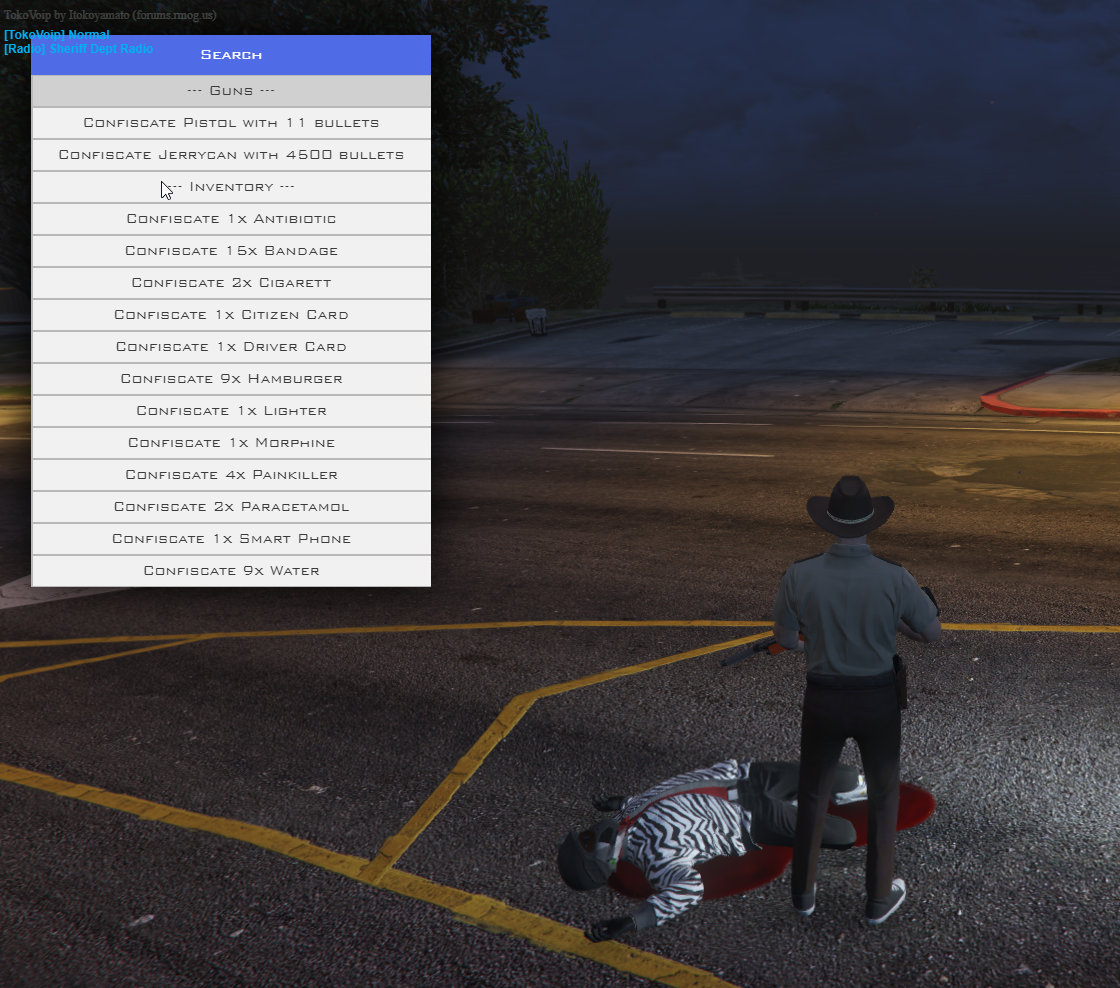 TokoVoip by Itokoyamato (forums.rmog.us)
[TokoVoip] Normal
[Radio] Sheriff Dept Radio
Search
--- Guns ---
Confiscate Pistol with 11 bullets
Confiscate Jerrycan with 4500 bullets
--- Inventory ---
Confiscate 1x Antibiotic
Confiscate 15x Bandage
Confiscate 2x Cigarett
Confiscate 1x Citizen Card
Confiscate 1x Driver Card
Confiscate 9x Hamburger
Confiscate 1x Lighter
Confiscate 1x Morphine
Confiscate 4x Painkiller
Confiscate 2x Paracetamol
Confiscate 1x Smart Phone
Confiscate 9x Water